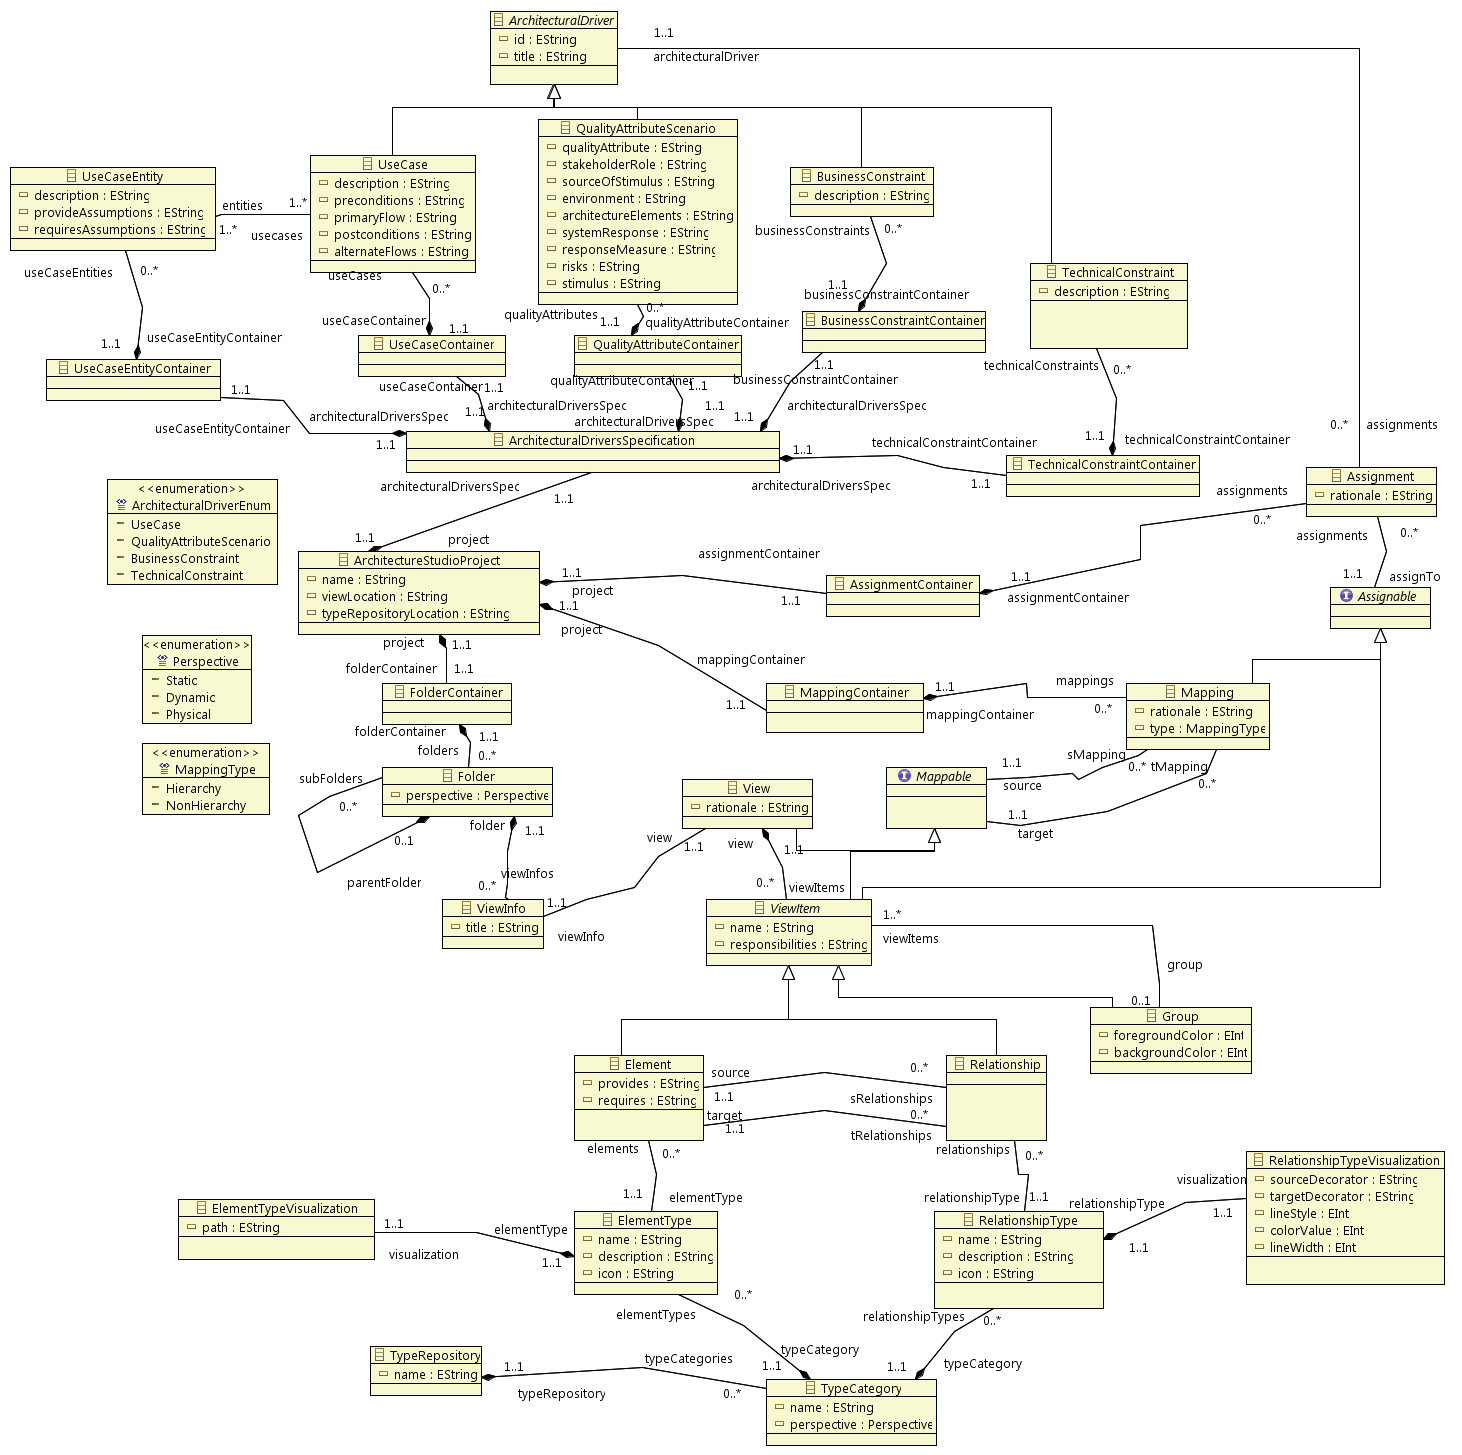 ArchitecturalDriver
id : EString
title : EString
1..1
architecturalDriver
QualityAttributeScenario
qualityAttribute : EString
stakeholderRole : EString
sourceOfStimulus : EString
environment : EString
architectureElements : EString
systemResponse : EString
responseMeasure : EString
risks : EString
stimulus : EString
UseCase
description : EString
preconditions : EString
primaryFlow : EString
postconditions : EString
alternateFlows : EString
UseCaseEntity
description : EString
provideAssumptions : EString
requiresAssumptions : EString
entities
1..*
1..*
usecases
BusinessConstraint
description : EString
businessConstraints
0..*
TechnicalConstraint
description : EString
useCaseEntities
0..*
useCases
0..*
qualityAttributes
0..*
1..1
businessConstraintContainer
useCaseContainer
1..1
1..1
qualityAttributeContainer
BusinessConstraintContainer
1..1
useCaseEntityContainer
UseCaseContainer
QualityAttributeContainer
UseCaseEntityContainer
technicalConstraints
0..*
1..1
useCaseContainer
1..1
qualityAttributeContainer
1..1
businessConstraintContainer
1..1
useCaseEntityContainer
architecturalDriversSpec
1..1
architecturalDriversSpec
1..1
architecturalDriversSpec
1..1
architecturalDriversSpec
1..1
1..1
ArchitecturalDriversSpecification
1..1
technicalConstraintContainer
1..1
technicalConstraintContainer
TechnicalConstraintContainer
architecturalDriversSpec
1..1
0..*
assignments
Assignment
rationale : EString
<<enumeration>>
ArchitecturalDriverEnum
UseCase
QualityAttributeScenario
BusinessConstraint
TechnicalConstraint
architecturalDriversSpec
1..1
1..1
project
assignments
0..*
assignments
0..*
ArchitectureStudioProject
name : EString
viewLocation : EString
typeRepositoryLocation : EString
assignmentContainer
1..1
project
1..1
AssignmentContainer
1..1
assignmentContainer
1..1
assignTo
Assignable
1..1
project
mappingContainer
1..1
<<enumeration>>
Perspective
Static
Dynamic
Physical
project
1..1
folderContainer
1..1
FolderContainer
MappingContainer
1..1
mappings
mappingContainer
0..*
Mapping
rationale : EString
type : MappingType
<<enumeration>>
MappingType
Hierarchy
NonHierarchy
folderContainer
1..1
folders
0..*
Folder
perspective : Perspective
subFolders
0..*
0..1
parentFolder
folder
1..1
viewInfos
0..*
View
rationale : EString
view
1..1
view
1..1
Mappable
1..1
source
sMapping
0..*
tMapping
0..*
1..1
target
0..*
viewItems
ViewInfo
title : EString
1..1
viewInfo
ViewItem
name : EString
responsibilities : EString
1..*
viewItems
group
0..1
Group
foregroundColor : EInt
backgroundColor : EInt
Element
provides : EString
requires : EString
source
1..1
0..*
sRelationships
target
1..1
0..*
tRelationships
Relationship
elements
0..*
1..1
elementType
relationships
0..*
relationshipType
1..1
RelationshipTypeVisualization
sourceDecorator : EString
targetDecorator : EString
lineStyle : EInt
colorValue : EInt
lineWidth : EInt
visualization
1..1
relationshipType
1..1
ElementTypeVisualization
path : EString
1..1
visualization
elementType
1..1
ElementType
name : EString
description : EString
icon : EString
RelationshipType
name : EString
description : EString
icon : EString
elementTypes
0..*
relationshipTypes
0..*
typeCategory
1..1
1..1
typeCategory
TypeRepository
name : EString
1..1
typeRepository
typeCategories
0..*
TypeCategory
name : EString
perspective : Perspective